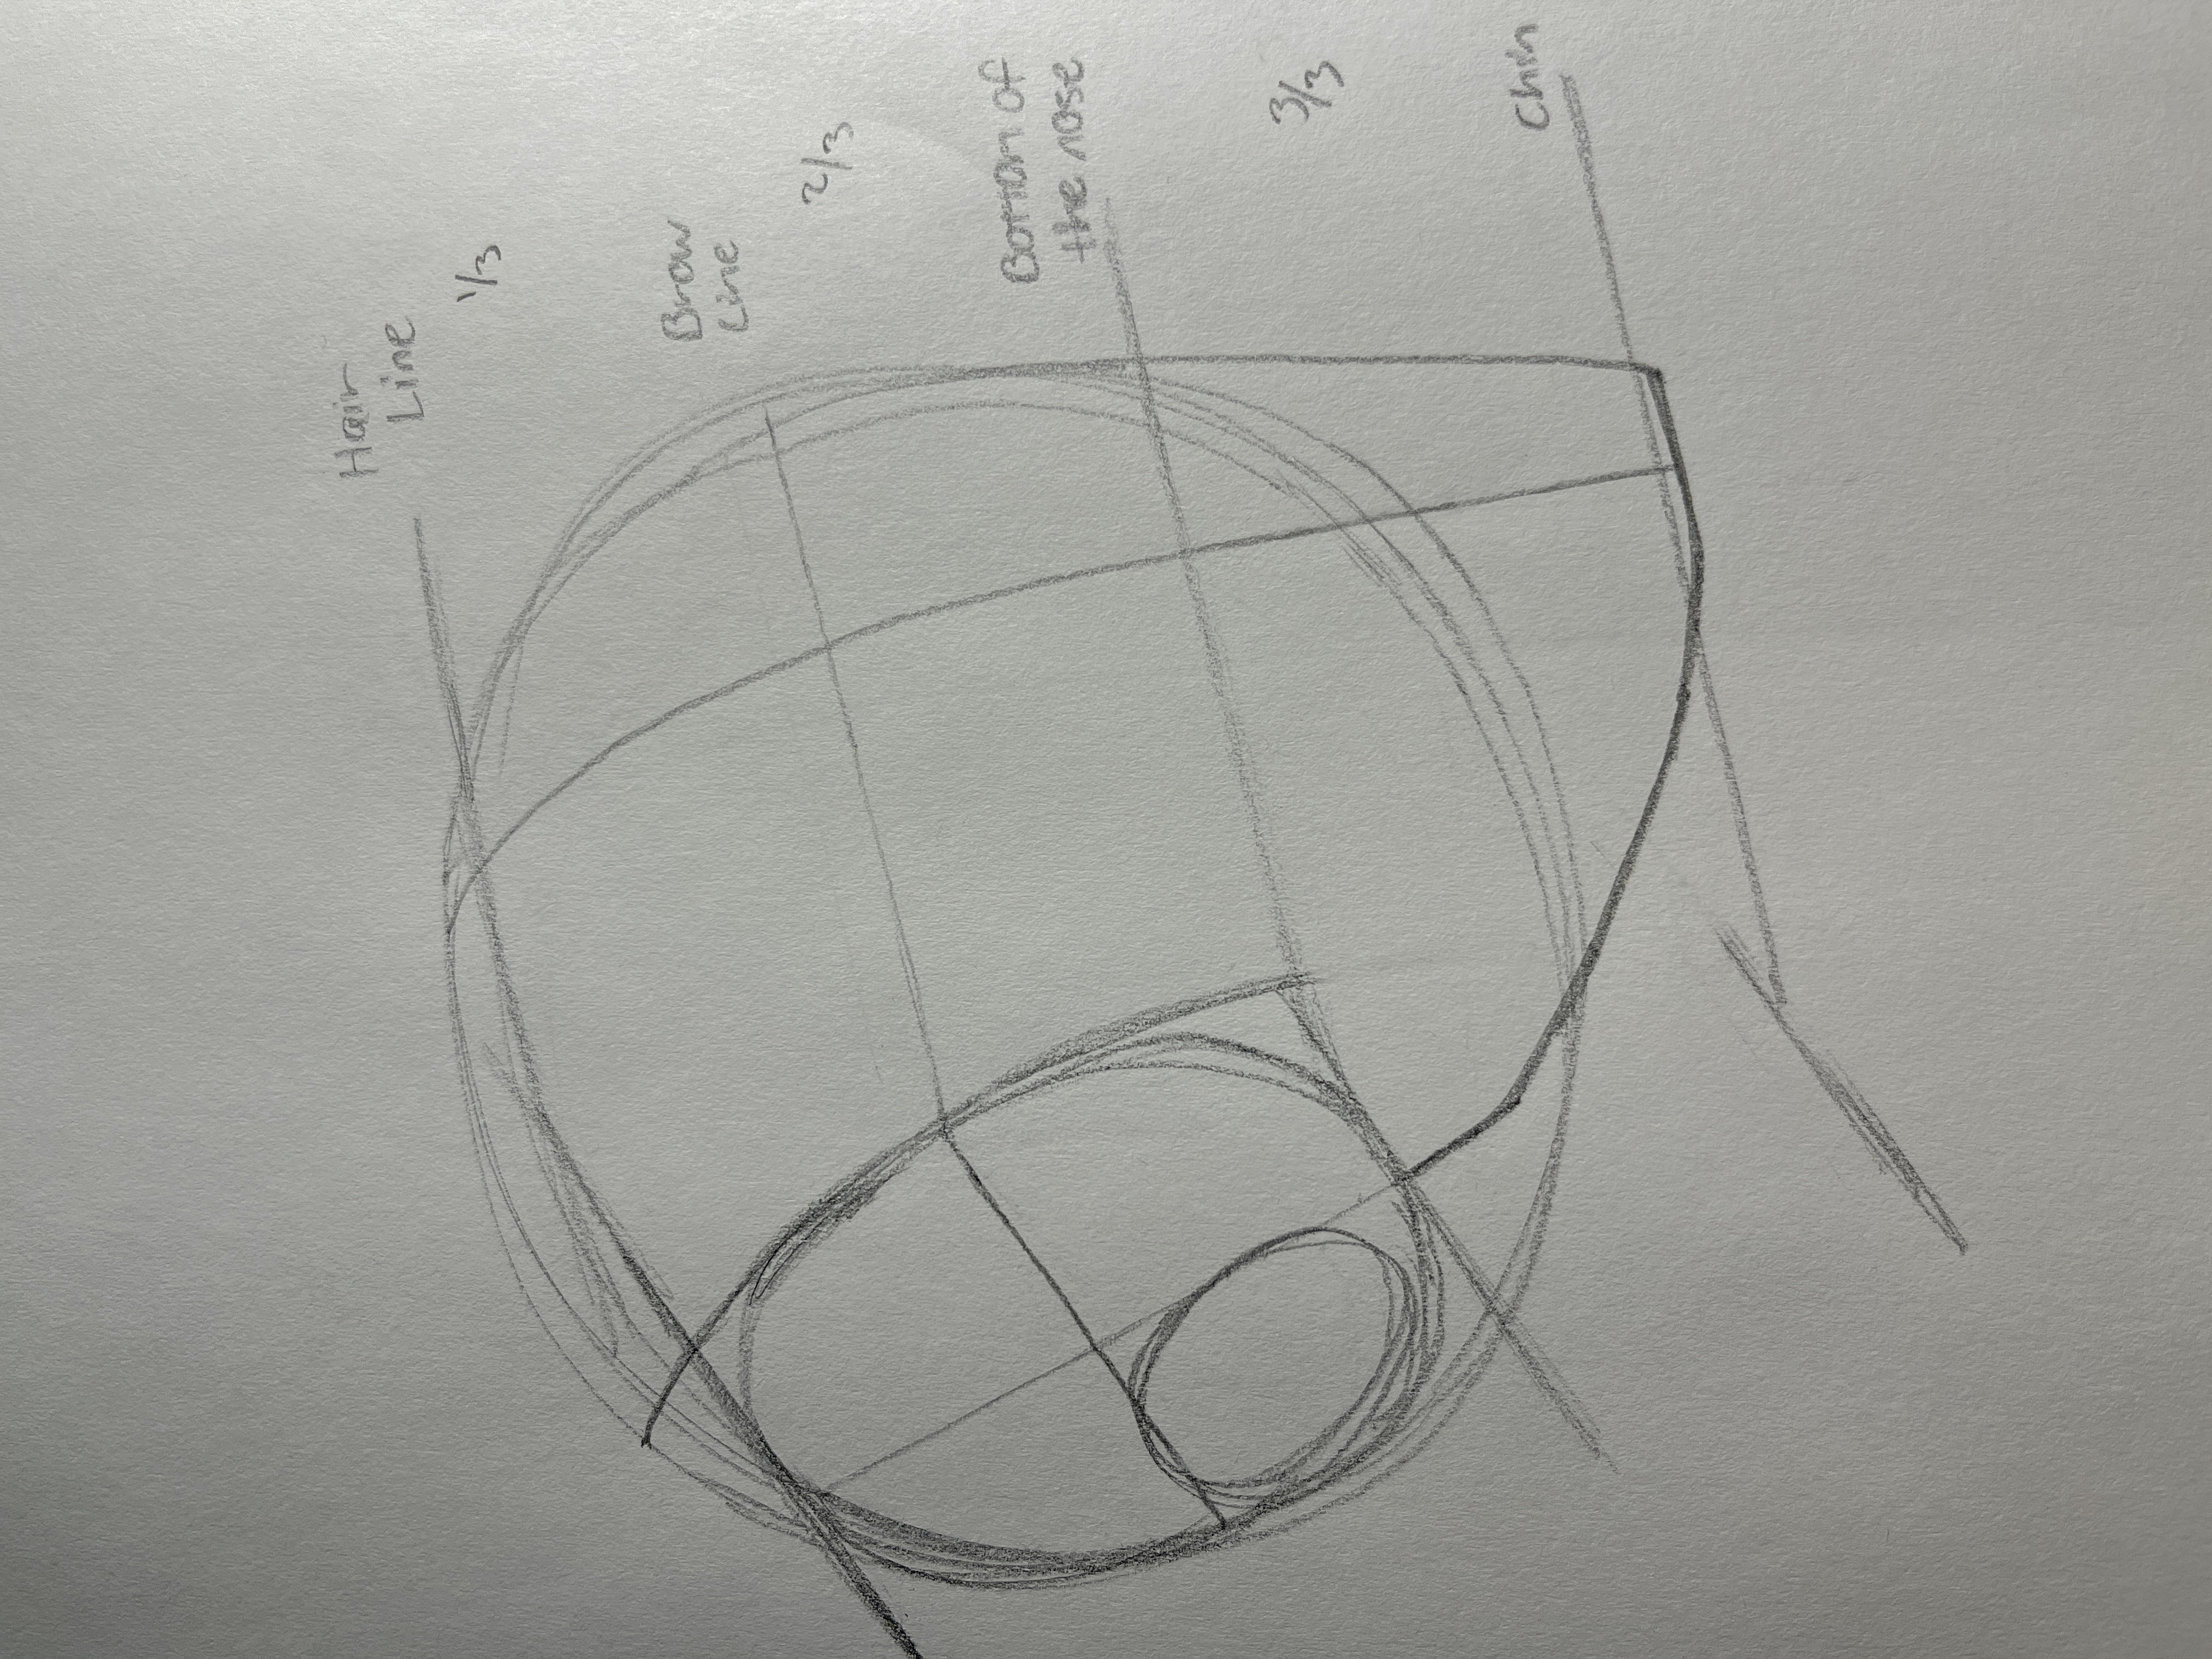 Hair
Line
1/3
Brow
Line
2/3
Bottom of
the nose
3/3
Chin